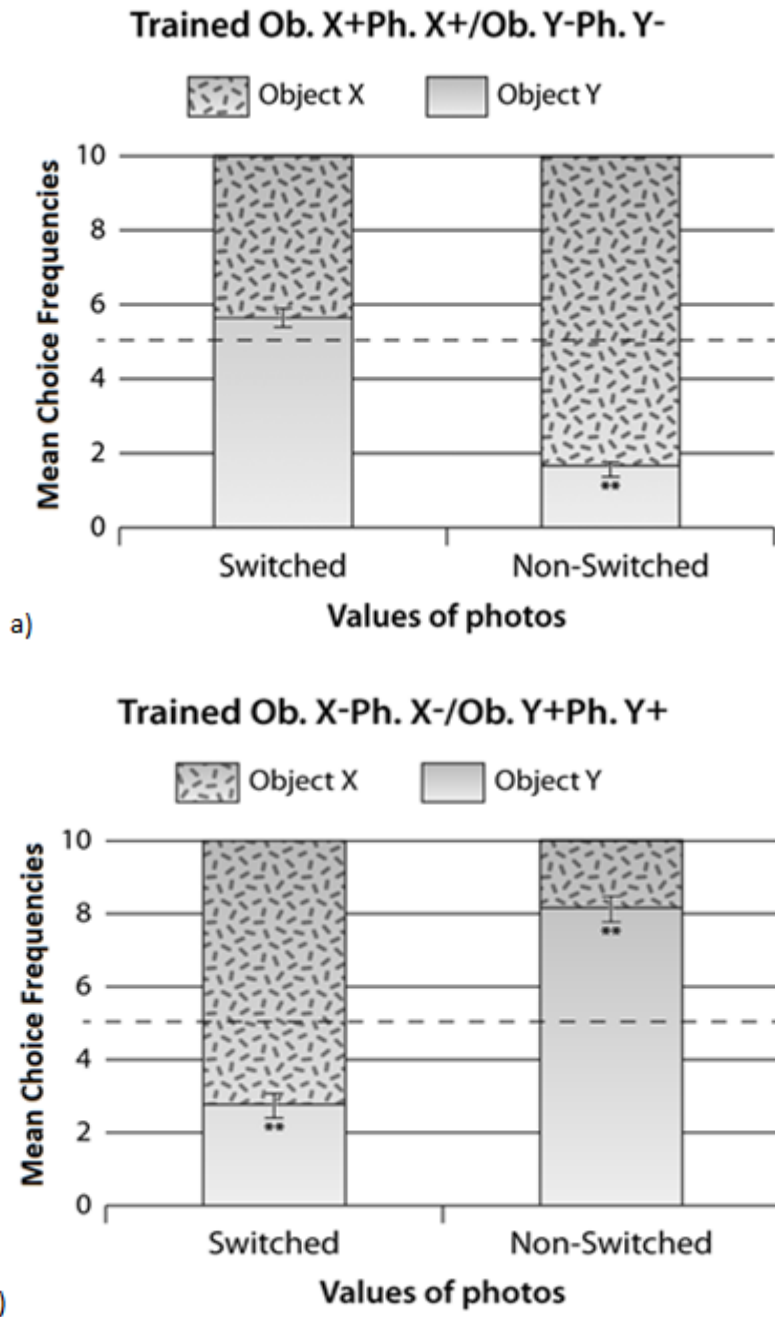 Trained Ob. X+Ph. X+/Ob. Y-Ph. Y-
Object X Object Y
Mean Choice Frequencies
10
8
6
4
2
0
**
Switched Non-Switched
Values of photos
a)
Trained Ob. X-Ph. X-/Ob. Y+Ph. Y+
Object X Object Y
Mean Choice Frequencies
10
8
6
4
2
0
**
**
Switched Non-Switched
Values of photos
)